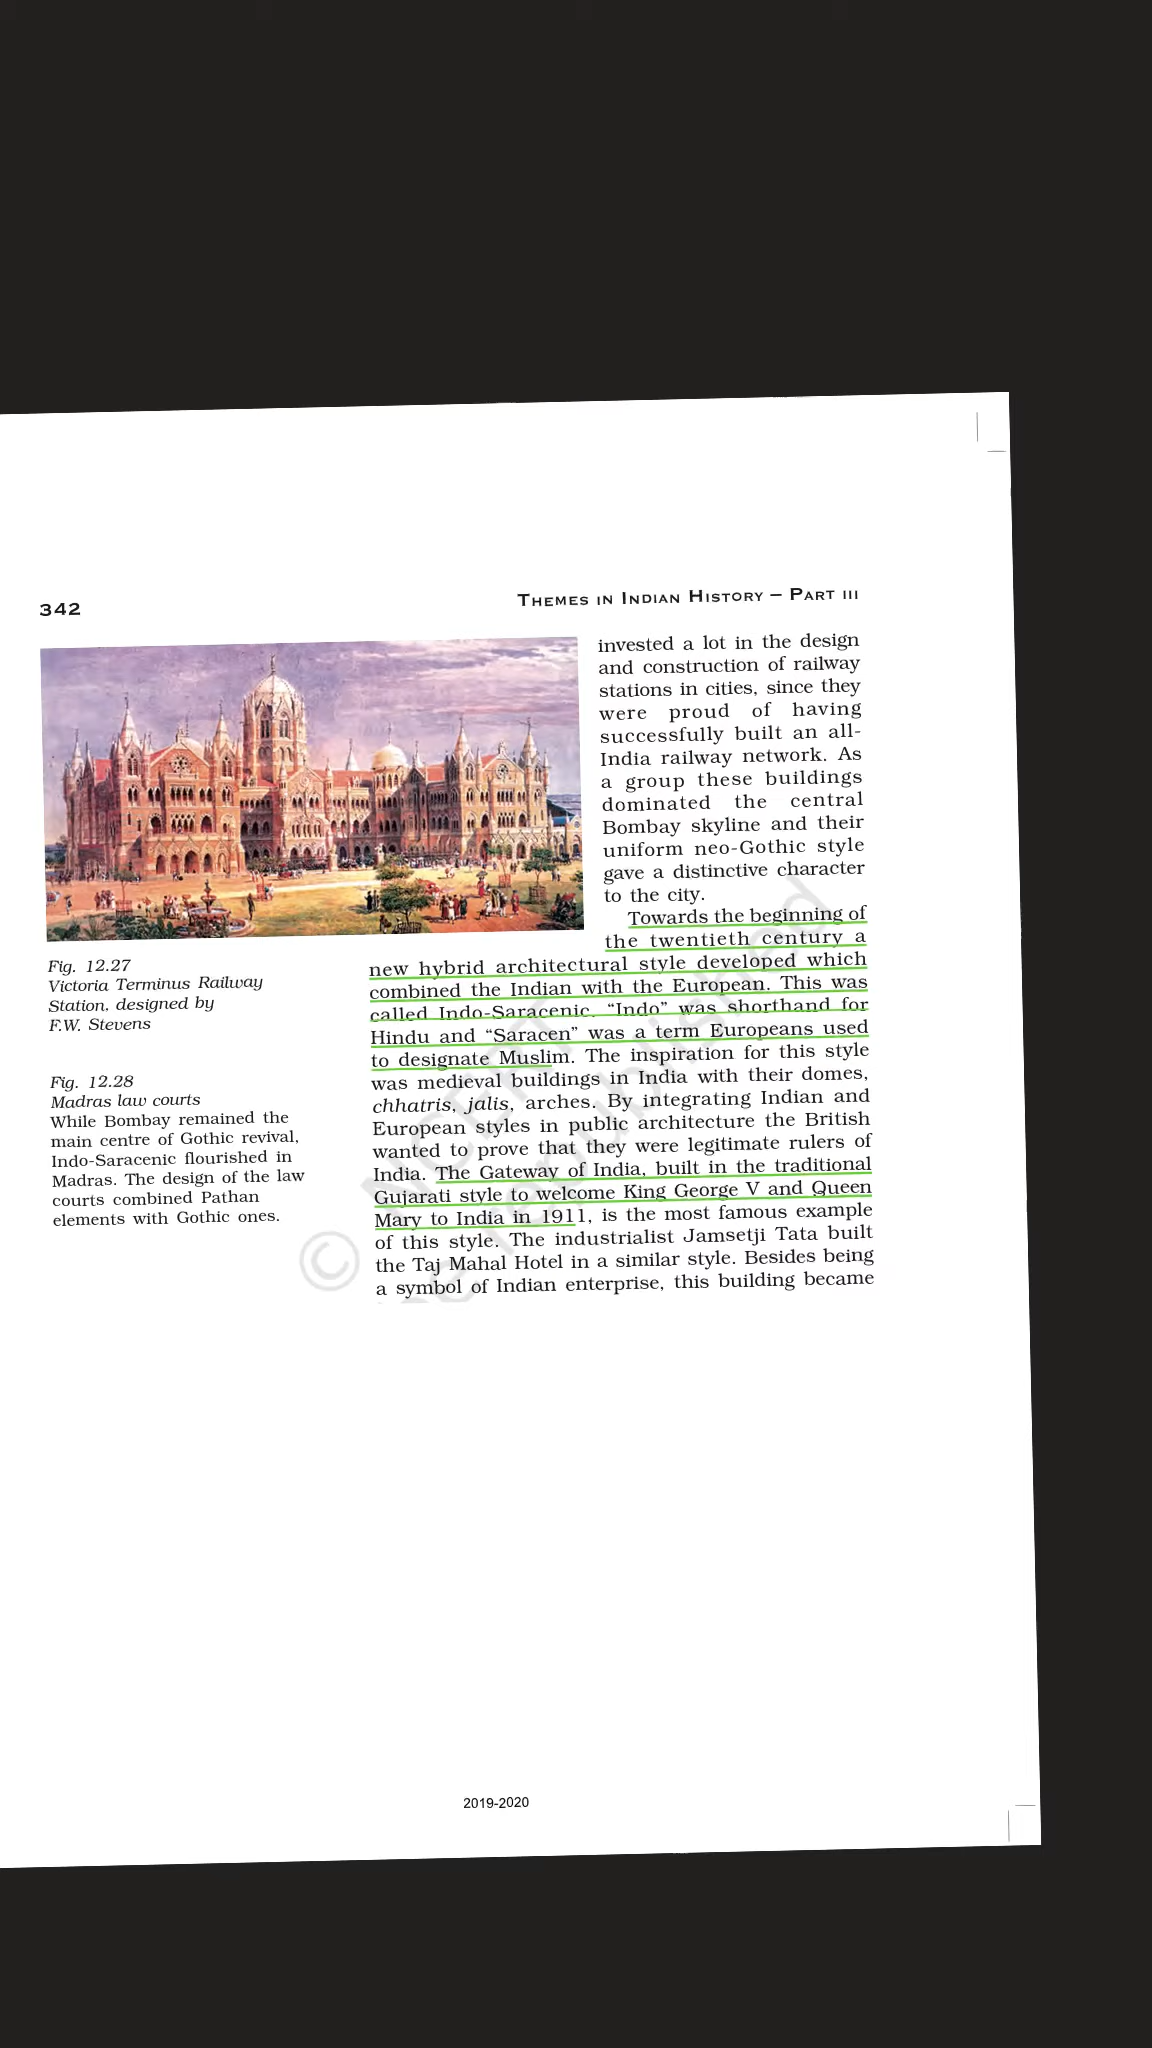 342
THEMES IN INDIAN HISTORY – PART III
invested a lot in the design
and construction of railway
stations in cities, since they
were proud of having
successfully built an all-
India railway network. As
a group these buildings
dominated the central
Bombay skyline and their
uniform neo-Gothic style
gave a distinctive character
to the city.
Towards the beginning of
the twentieth century a
new hybrid architectural style developed which
combined the Indian with the European. This was
called Indo-Saracenic. “Indo” was shorthand for
Hindu and “Saracen” was a term Europeans used
to designate Muslim. The inspiration for this style
was medieval buildings in India with their domes,
chhatris, jalis, arches. By integrating Indian and
European styles in public architecture the British
wanted to prove that they were legitimate rulers of
India. The Gateway of India, built in the traditional
Gujarati style to welcome King George V and Queen
Mary to India in 1911, is the most famous example
of this style. The industrialist Jamsetji Tata built
the Taj Mahal Hotel in a similar style. Besides being
a symbol of Indian enterprise, this building became
Fig. 12.27
Victoria Terminus Railway
Station, designed by
F.W. Stevens
Fig. 12.28
Madras law courts
While Bombay remained the
main centre of Gothic revival,
Indo-Saracenic flourished in
Madras. The design of the law
courts combined Pathan
elements with Gothic ones.
© NCERT
be republished
2019-2020